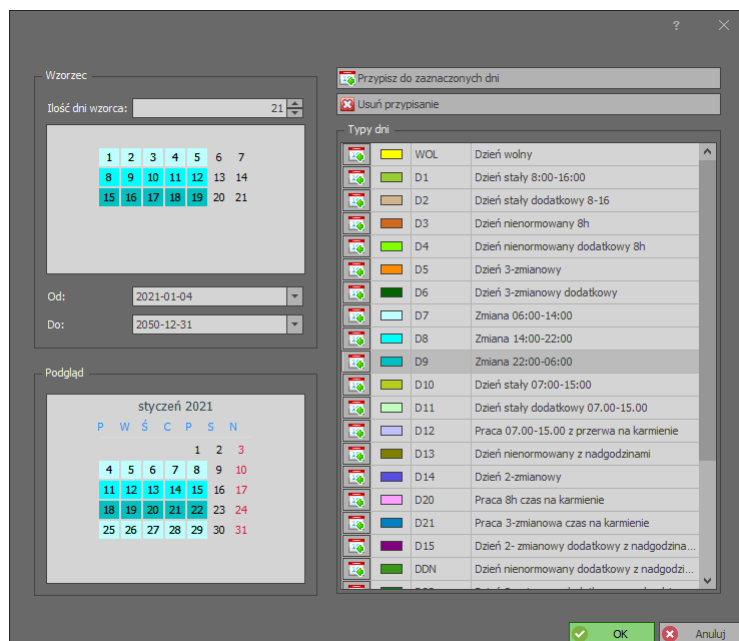 ?
Wzorzec
Ilość dni wzorca: 21
1 2 3 4 5 6 7
8 9 10 11 12 13 14
15 16 17 18 19 20 21
Od: 2021-01-04
Do: 2050-12-31
Podgląd
styczeń 2021
P W Ś C P S N
1 2 3
4 5 6 7 8 9 10
11 12 13 14 15 16 17
18 19 20 21 22 23 24
25 26 27 28 29 30 31
Przypisz do zaznaczonych dni
Usuń przypisanie
Typy dni
WOL Dzień wolny
D1 Dzień stały 8:00-16:00
D2 Dzień stały dodatkowy 8-16
D3 Dzień nienormowany 8h
D4 Dzień nienormowany dodatkowy 8h
D5 Dzień 3-zmianowy
D6 Dzień 3-zmianowy dodatkowy
D7 Zmiana 06:00-14:00
D8 Zmiana 14:00-22:00
D9 Zmiana 22:00-06:00
D10 Dzień stały 07:00-15:00
D11 Dzień stały dodatkowy 07.00-15.00
D12 Praca 07.00-15.00 z przerwa na karmienie
D13 Dzień nienormowany z nadgodzinami
D14 Dzień 2-zmianowy
D20 Praca 8h czas na karmienie
D21 Praca 3-zmianowa czas na karmienie
D15 Dzień 2- zmianowy dodatkowy z nadgodzina...
DDN Dzień nienormowany dodatkowy z nadgodzi...
OK Anuluj